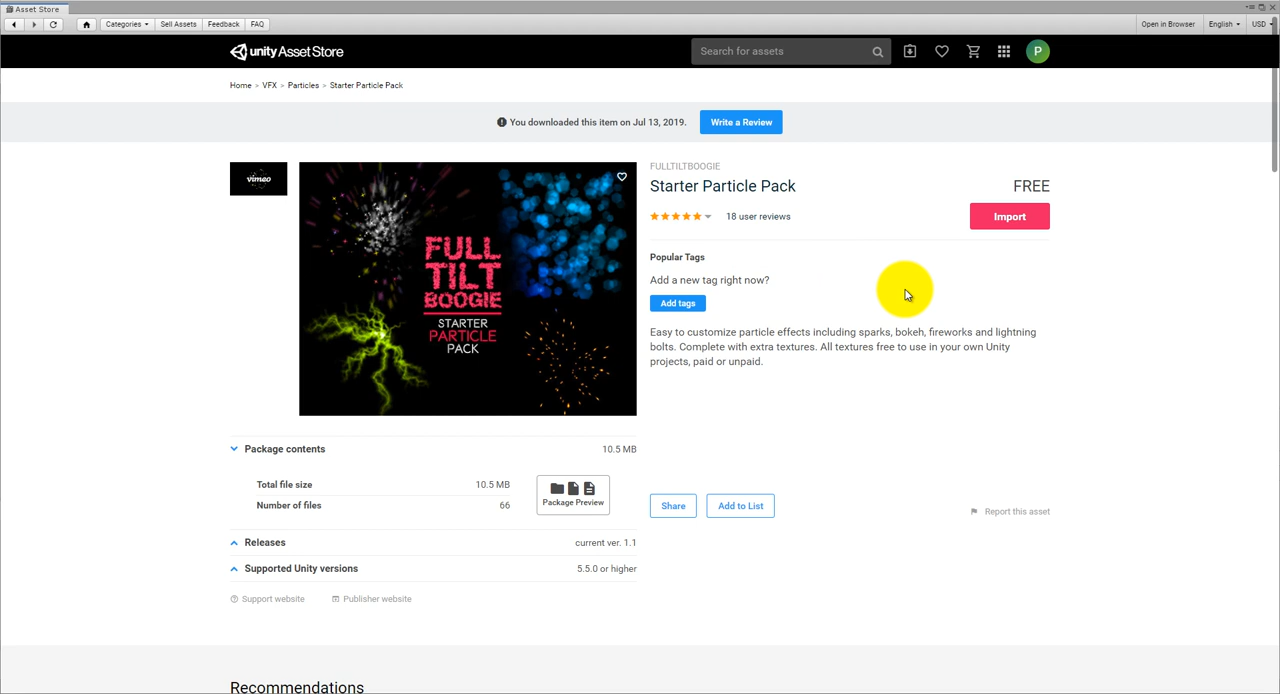 Asset Store
Categories Sell Assets Feedback FAQ Open in Browser English USD
unity Asset Store Search for assets P
Home > VFX > Particles > Starter Particle Pack
You downloaded this item on Jul 13, 2019. Write a Review
vimeo
FULL
TILT
BOOGIE
STARTER
PARTICLE
PACK
FULLTILTBOOGIE
Starter Particle Pack FREE
18 user reviews Import
Popular Tags
Add a new tag right now?
Add tags
Easy to customize particle effects including sparks, bokeh, fireworks and lightning
bolts. Complete with extra textures. All textures free to use in your own Unity
projects, paid or unpaid.
Package contents 10.5 MB
Total file size 10.5 MB
Number of files 66
Package Preview
Share Add to List Report this asset
Releases current ver. 1.1
Supported Unity versions 5.5.0 or higher
Support website Publisher website
Recommendations